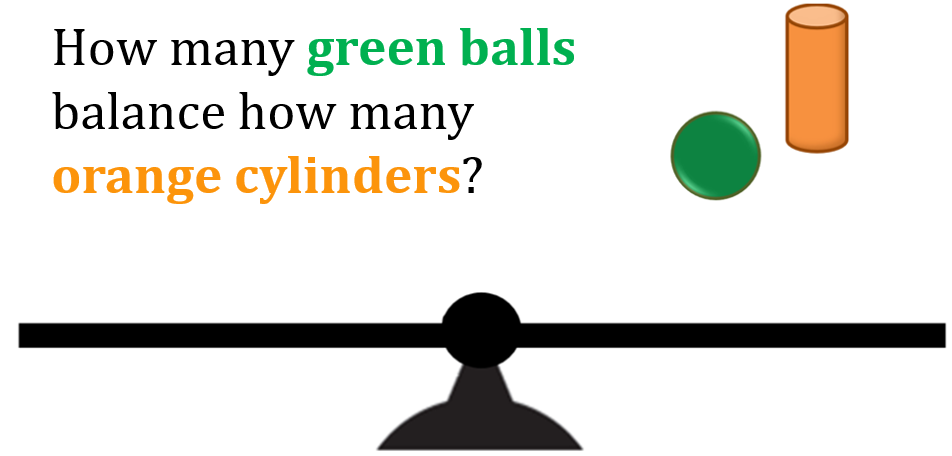 How many green balls
balance how many
orange cylinders?